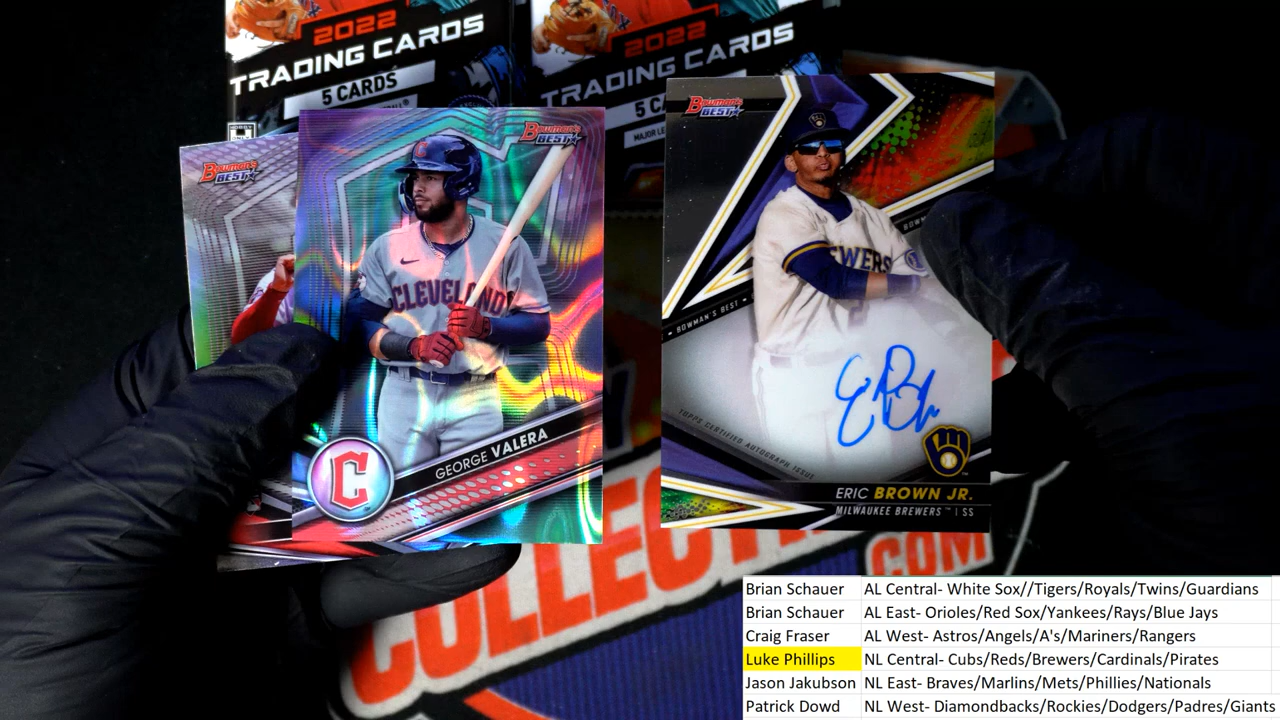 2022
TRADING CARDS
5 CARDS
HOBBY
2022
TRADING CARDS
MAJOR LE
Bowman's
BEST
Bowman's
BEST
CLEVELAND
C
GEORGE VALERA
Bowman's
BEST
BREWERS
BOWMAN'S BEST
TOPPS CERTIFIED AUTOGRAPH ISSUE
ERIC BROWN JR.
MILWAUKEE BREWERS™ | SS
COLLECTI
.COM
Brian Schauer AL Central- White Sox//Tigers/Royals/Twins/Guardians
Brian Schauer AL East- Orioles/Red Sox/Yankees/Rays/Blue Jays
Craig Fraser AL West- Astros/Angels/A's/Mariners/Rangers
Luke Phillips NL Central- Cubs/Reds/Brewers/Cardinals/Pirates
Jason Jakubson NL East- Braves/Marlins/Mets/Phillies/Nationals
Patrick Dowd NL West- Diamondbacks/Rockies/Dodgers/Padres/Giants